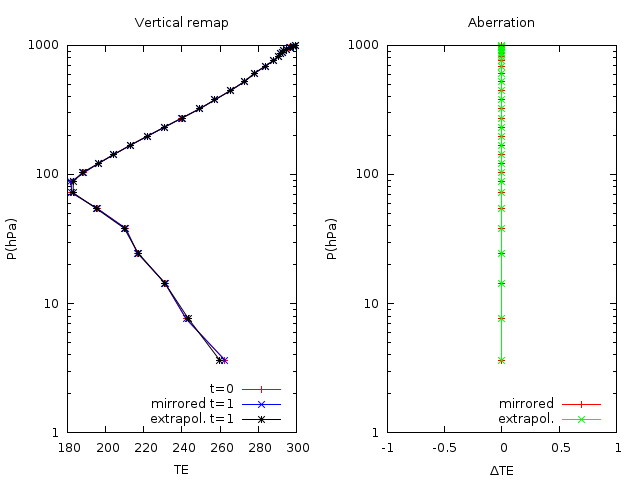 Vertical remap
1000
100
10
1
P(hPa)
t=0
mirrored t=1
extrapol. t=1
180 200 220 240 260 280 300
TE
Aberration
1000
100
10
1
P(hPa)
mirrored
extrapol.
-1 -0.5 0 0.5 1
ΔTE